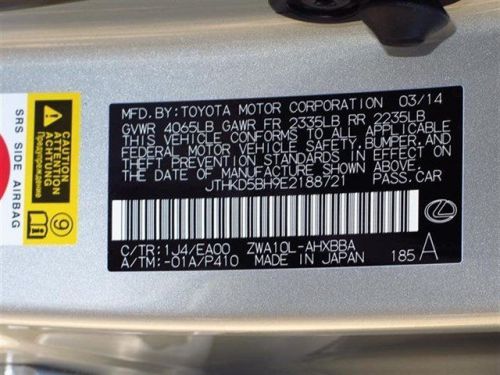 SRS SIDE AIRBAG
ATTENTION
ACHTUNG
Предупреждение
MFD.BY:TOYOTA MOTOR CORPORATION 03/14
GVWR 4065LB GAWR FR 2335LB RR 2235LB
THIS VEHICLE CONFORMS TO ALL APPLICABLE
FEDERAL MOTOR VEHICLE SAFETY, BUMPER, AND
THEFT PREVENTION STANDARDS IN EFFECT ON
THE DATE OF MANUFACTURE SHOWN ABOVE.
JTHKD5BH9E2188721 PASS.CAR
C/TR:1J4/EA00 ZWA10L-AHXBBA
A/TM:-01A/P410 MADE IN JAPAN 185 A